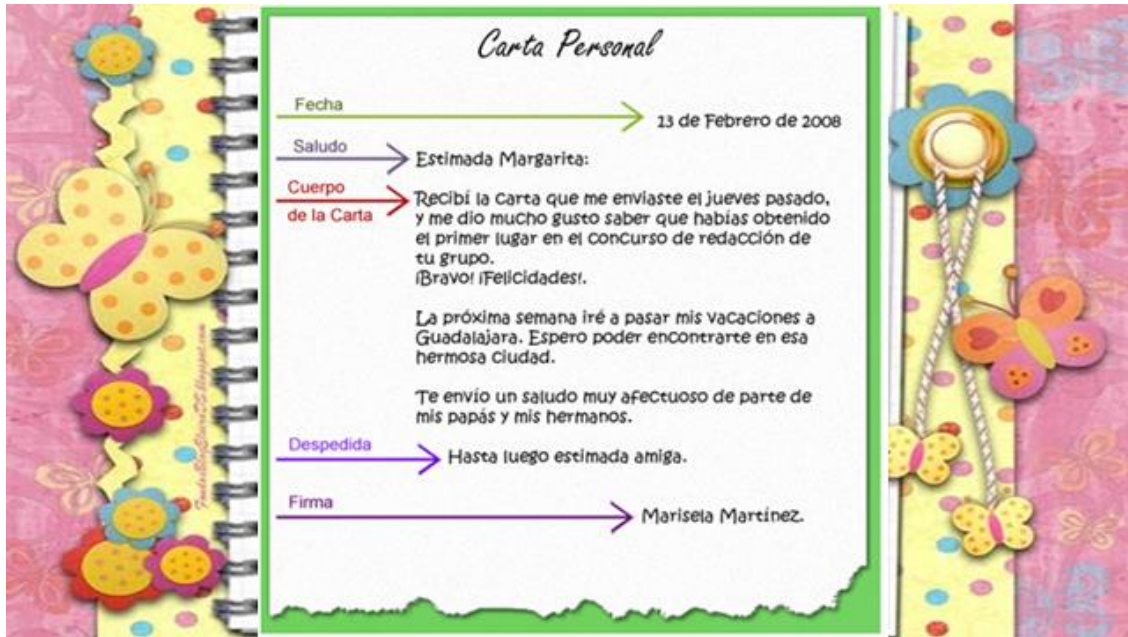 Carta Personal
Fecha
13 de Febrero de 2008
Saludo
Estimada Margarita:
Cuerpo
de la Carta
Recibí la carta que me enviaste el jueves pasado,
y me dio mucho gusto saber que habías obtenido
el primer lugar en el concurso de redacción de
tu grupo.
¡Bravo! ¡Felicidades!.
La próxima semana iré a pasar mis vacaciones a
Guadalajara. Espero poder encontrarte en esa
hermosa ciudad.
Te envío un saludo muy afectuoso de parte de
mis papás y mis hermanos.
Despedida
Hasta luego estimada amiga.
Firma
Marisela Martínez.